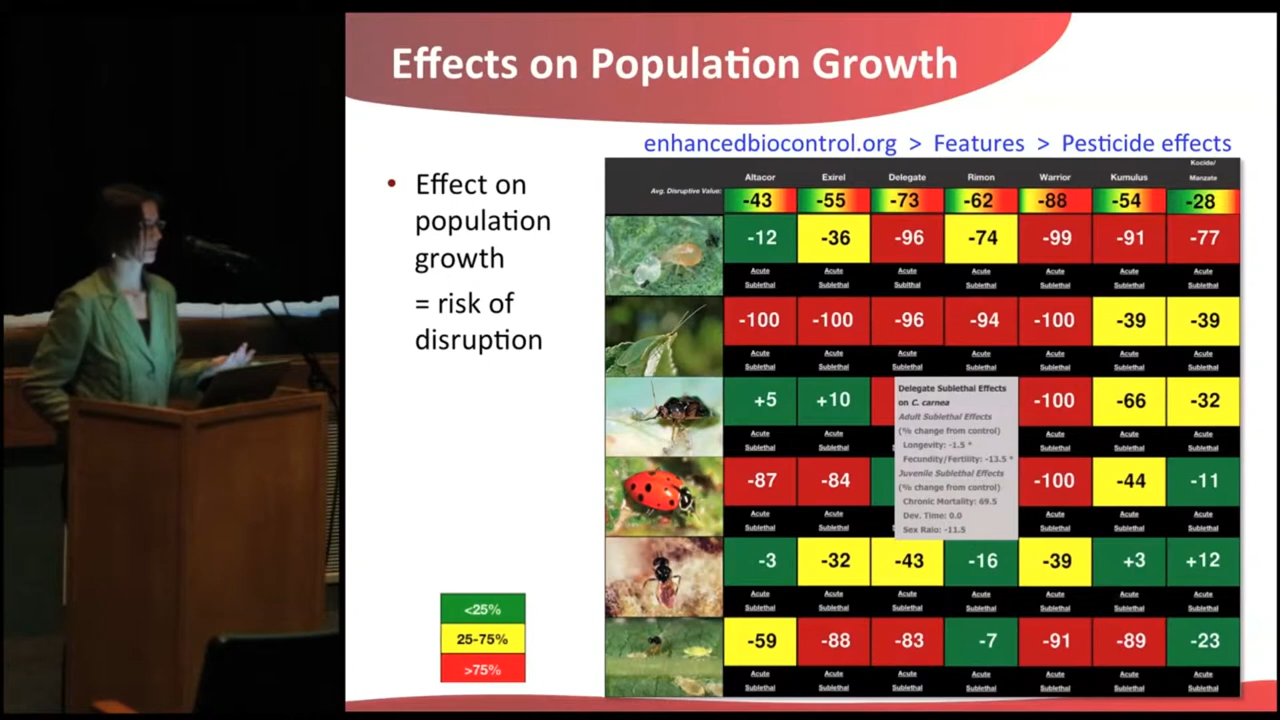 Effects on Population Growth
enhancedbiocontrol.org > Features > Pesticide effects
• Effect on
population
growth
= risk of
disruption
<25%
25-75%
>75%
Kocide/
Altacor Exirel Delegate Rimon Warrior Kumulus Manzate
Avg. Disruptive Value: -43 -55 -73 -62 -88 -54 -28
-12 -36 -96 -74 -99 -91 -77
Acute Acute Acute Acute Acute Acute Acute
Sublethal Sublethal Sublthal Sublethal Sublethal Sublethal Sublethal
-100 -100 -96 -94 -100 -39 -39
Acute Acute Acute Acute Acute Acute Acute
Sublethal Sublethal Sublethal Sublethal Sublethal Sublethal Sublethal
+5 +10 -100 -66 -32
Acute Acute Acute Acute Acute
Sublethal Sublethal Sublethal Sublethal Sublethal
Delegate Sublethal Effects
on C. carnea
Adult Sublethal Effects
(% change from control)
Longevity: -1.5 *
Fecundity/Fertility: -13.5 *
Juvenile Sublethal Effects
(% change from control)
Chronic Mortality: 69.5
Dev. Time: 0.0
Sex Raio: -11.5
-87 -84 -100 -44 -11
Acute Acute Acute Acute Acute
Sublethal Sublethal Sublethal Sublethal Sublethal
-3 -32 -43 -16 -39 +3 +12
Acute Acute Acute Acute Acute Acute Acute
Sublethal Sublethal Sublethal Sublethal Sublethal Sublethal Sublethal
-59 -88 -83 -7 -91 -89 -23
Acute Acute Acute Acute Acute Acute Acute
Sublethal Sublethal Sublethal Sublethal Sublethal Sublethal Sublethal